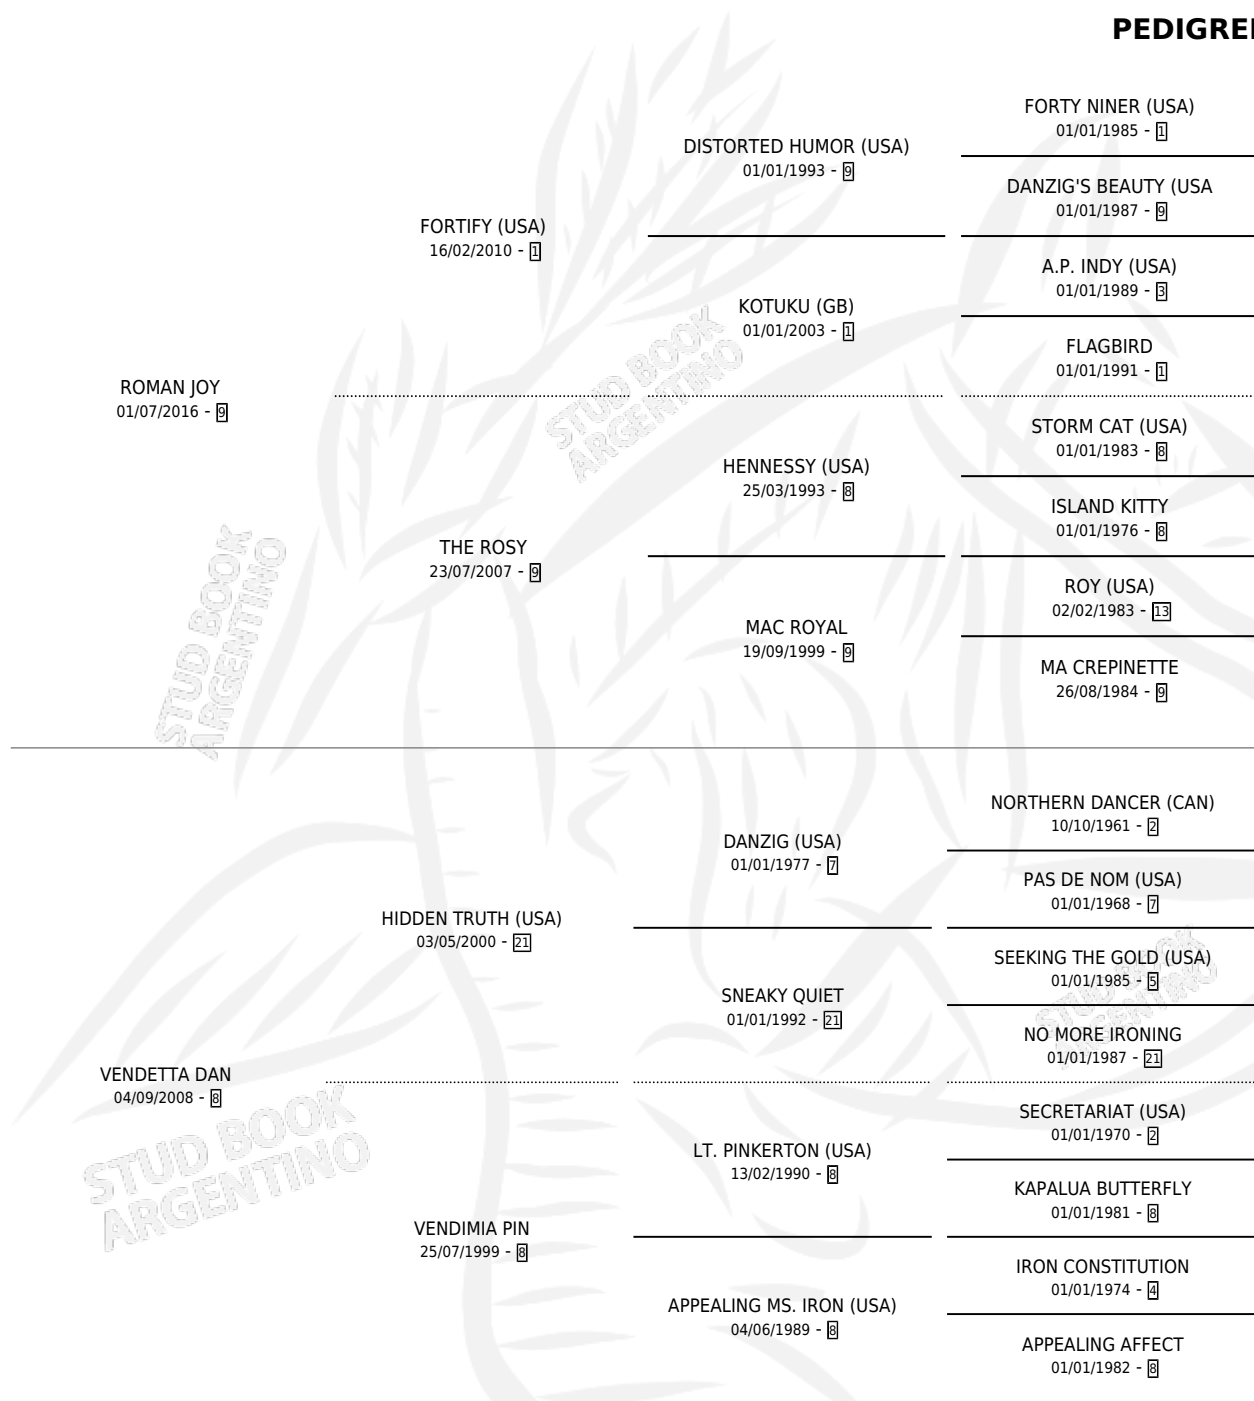 PEDIGREE
FORTY NINER (USA)
01/01/1985 - 1
DISTORTED HUMOR (USA)
01/01/1993 - 9
DANZIG'S BEAUTY (USA
01/01/1987 - 9
FORTIFY (USA)
16/02/2010 - 1
A.P. INDY (USA)
01/01/1989 - 3
KOTUKU (GB)
01/01/2003 - 1
FLAGBIRD
01/01/1991 - 1
ROMAN JOY
01/07/2016 - 9
STORM CAT (USA)
01/01/1983 - 8
HENNESSY (USA)
25/03/1993 - 8
ISLAND KITTY
01/01/1976 - 8
THE ROSY
23/07/2007 - 9
ROY (USA)
02/02/1983 - 13
MAC ROYAL
19/09/1999 - 9
MA CREPINETTE
26/08/1984 - 9
NORTHERN DANCER (CAN)
10/10/1961 - 2
DANZIG (USA)
01/01/1977 - 7
PAS DE NOM (USA)
01/01/1968 - 7
HIDDEN TRUTH (USA)
03/05/2000 - 21
SEEKING THE GOLD (USA)
01/01/1985 - 5
SNEAKY QUIET
01/01/1992 - 21
NO MORE IRONING
01/01/1987 - 21
VENDETTA DAN
04/09/2008 - 8
SECRETARIAT (USA)
01/01/1970 - 2
LT. PINKERTON (USA)
13/02/1990 - 8
KAPALUA BUTTERFLY
01/01/1981 - 8
VENDIMIA PIN
25/07/1999 - 8
IRON CONSTITUTION
01/01/1974 - 4
APPEALING MS. IRON (USA)
04/06/1989 - 8
APPEALING AFFECT
01/01/1982 - 8
STUD BOOK
ARGENTINO
STUD BOOK
ARGENTINO
STUD BOOK
ARGENTINO
STUD BOOK
ARGENTINO